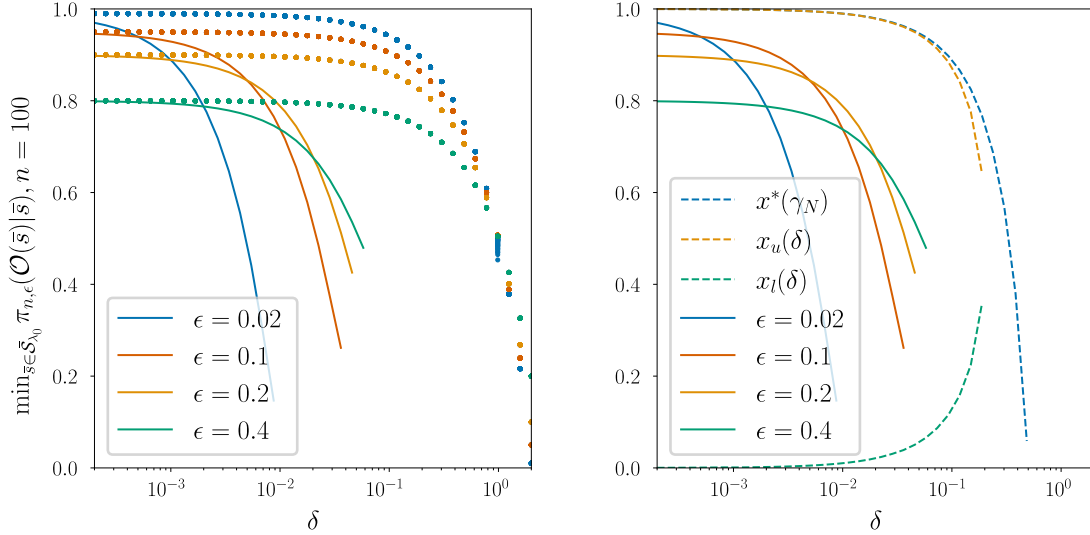 min_{s̄∈S̄_{λ_0}} π_{n,ϵ}(𝒪(s̄)|s̄), n = 100
1.0
0.8
0.6
0.4
0.2
0.0
ϵ = 0.02
ϵ = 0.1
ϵ = 0.2
ϵ = 0.4
10^{−3}
10^{−2}
10^{−1}
10^{0}
δ
1.0
0.8
0.6
0.4
0.2
0.0
x*(γ_N)
x_u(δ)
x_l(δ)
ϵ = 0.02
ϵ = 0.1
ϵ = 0.2
ϵ = 0.4
10^{−3}
10^{−2}
10^{−1}
10^{0}
δ